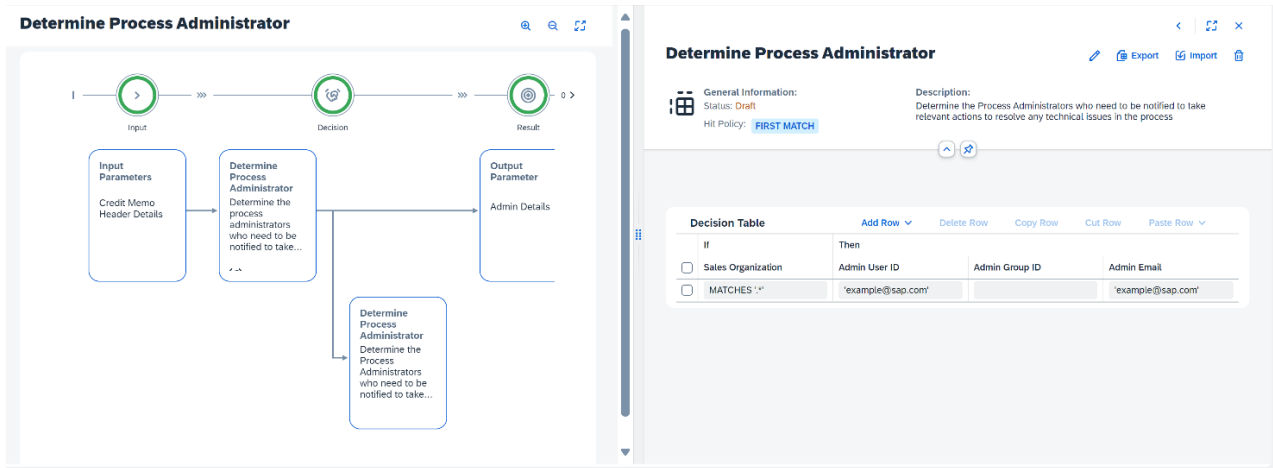 Determine Process Administrator
Input
Decision
Result
0
Input
Parameters
Credit Memo
Header Details
Determine
Process
Administrator
Determine the
process
administrators
who need to be
notified to take...
Output
Parameter
Admin Details
Determine
Process
Administrator
Determine the
Process
Administrators
who need to be
notified to take...
Determine Process Administrator
Export
Import
General Information:
Status: Draft
Hit Policy: FIRST MATCH
Description:
Determine the Process Administrators who need to be notified to take
relevant actions to resolve any technical issues in the process
Decision Table Add Row Delete Row Copy Row Cut Row Paste Row
If Then
Sales Organization Admin User ID Admin Group ID Admin Email
MATCHES '.*' 'example@sap.com' 'example@sap.com'